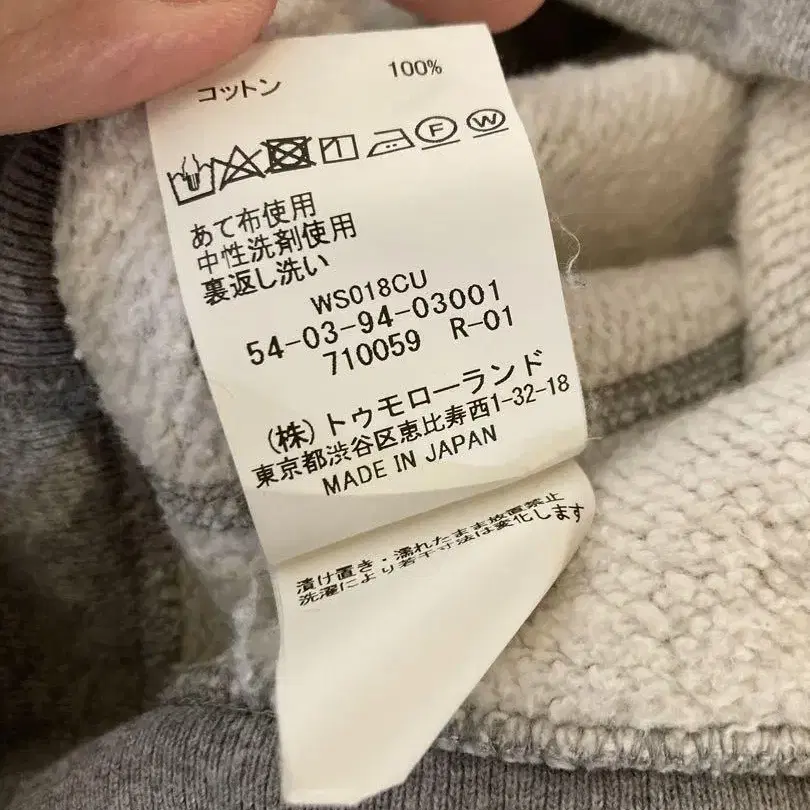 コットン 100%
F W
あて布使用
中性洗剤使用
裏返し洗い
WS018CU
54-03-94-03001
710059 R-01
(株)トゥモローランド
東京都渋谷区恵比寿西1-32-18
MADE IN JAPAN
漬け置き・濡れたまま放置禁止
洗濯により若干寸法は変化します